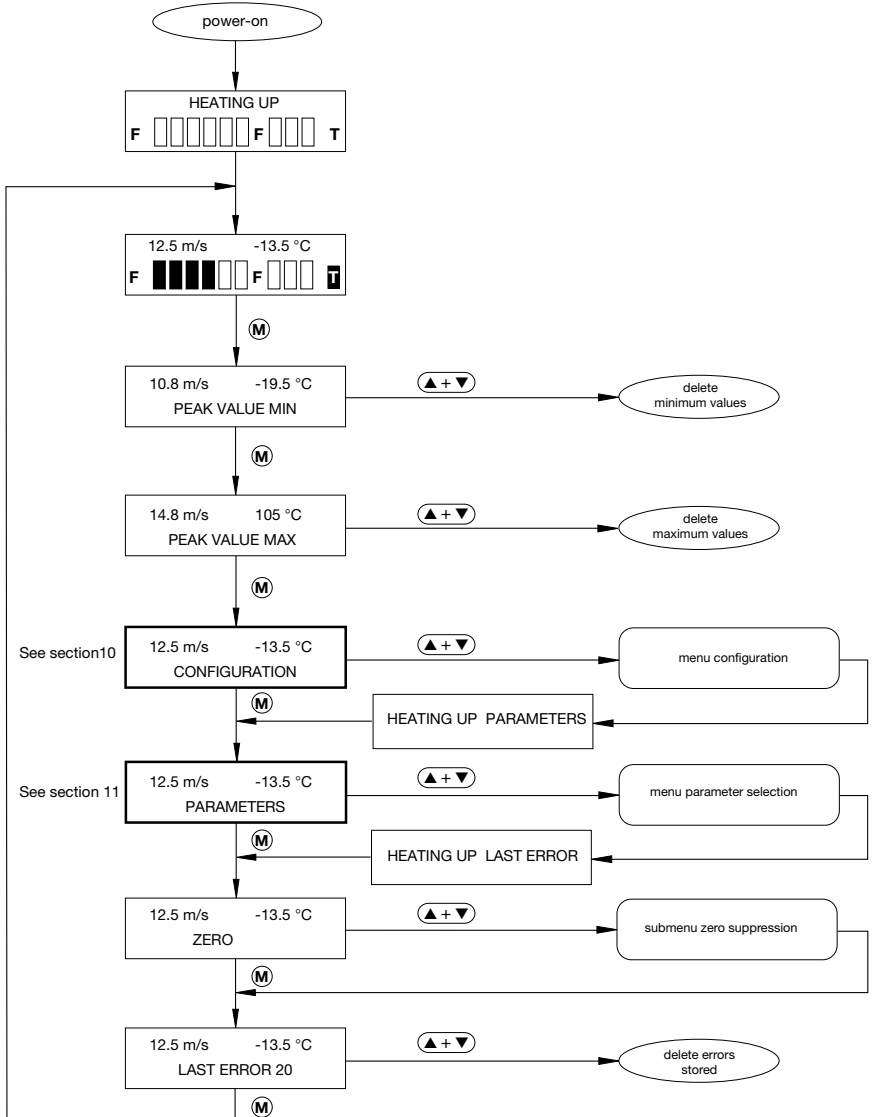 power-on
HEATING UP
F F T
12.5 m/s -13.5 °C
F F T
M
10.8 m/s -19.5 °C
PEAK VALUE MIN
▲ + ▼
delete
minimum values
M
14.8 m/s 105 °C
PEAK VALUE MAX
▲ + ▼
delete
maximum values
M
See section10
12.5 m/s -13.5 °C
CONFIGURATION
▲ + ▼
menu configuration
M
HEATING UP PARAMETERS
See section 11
12.5 m/s -13.5 °C
PARAMETERS
▲ + ▼
menu parameter selection
M
HEATING UP LAST ERROR
12.5 m/s -13.5 °C
ZERO
▲ + ▼
submenu zero suppression
M
12.5 m/s -13.5 °C
LAST ERROR 20
▲ + ▼
delete errors
stored
M